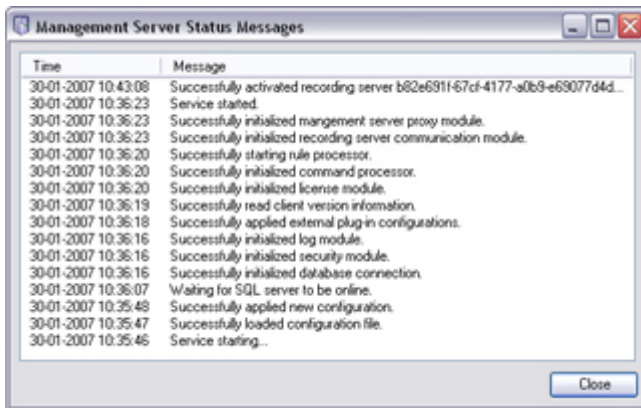 Management Server Status Messages
Time Message
30-01-2007 10:43:08 Successfully activated recording server b82e691f-67cf-4177-a0b9-e69077d4d...
30-01-2007 10:36:23 Service started.
30-01-2007 10:36:23 Successfully initialized mangement server proxy module.
30-01-2007 10:36:23 Successfully initialized recording server communication module.
30-01-2007 10:36:20 Successfully starting rule processor.
30-01-2007 10:36:20 Successfully initialized command processor.
30-01-2007 10:36:20 Successfully initialized license module.
30-01-2007 10:36:19 Successfully read client version information.
30-01-2007 10:36:18 Successfully applied external plug-in configurations.
30-01-2007 10:36:16 Successfully initialized log module.
30-01-2007 10:36:16 Successfully initialized security module.
30-01-2007 10:36:16 Successfully initialized database connection.
30-01-2007 10:36:07 Waiting for SQL server to be online.
30-01-2007 10:35:48 Successfully applied new configuration.
30-01-2007 10:35:47 Successfully loaded configuration file.
30-01-2007 10:35:46 Service starting...
Close